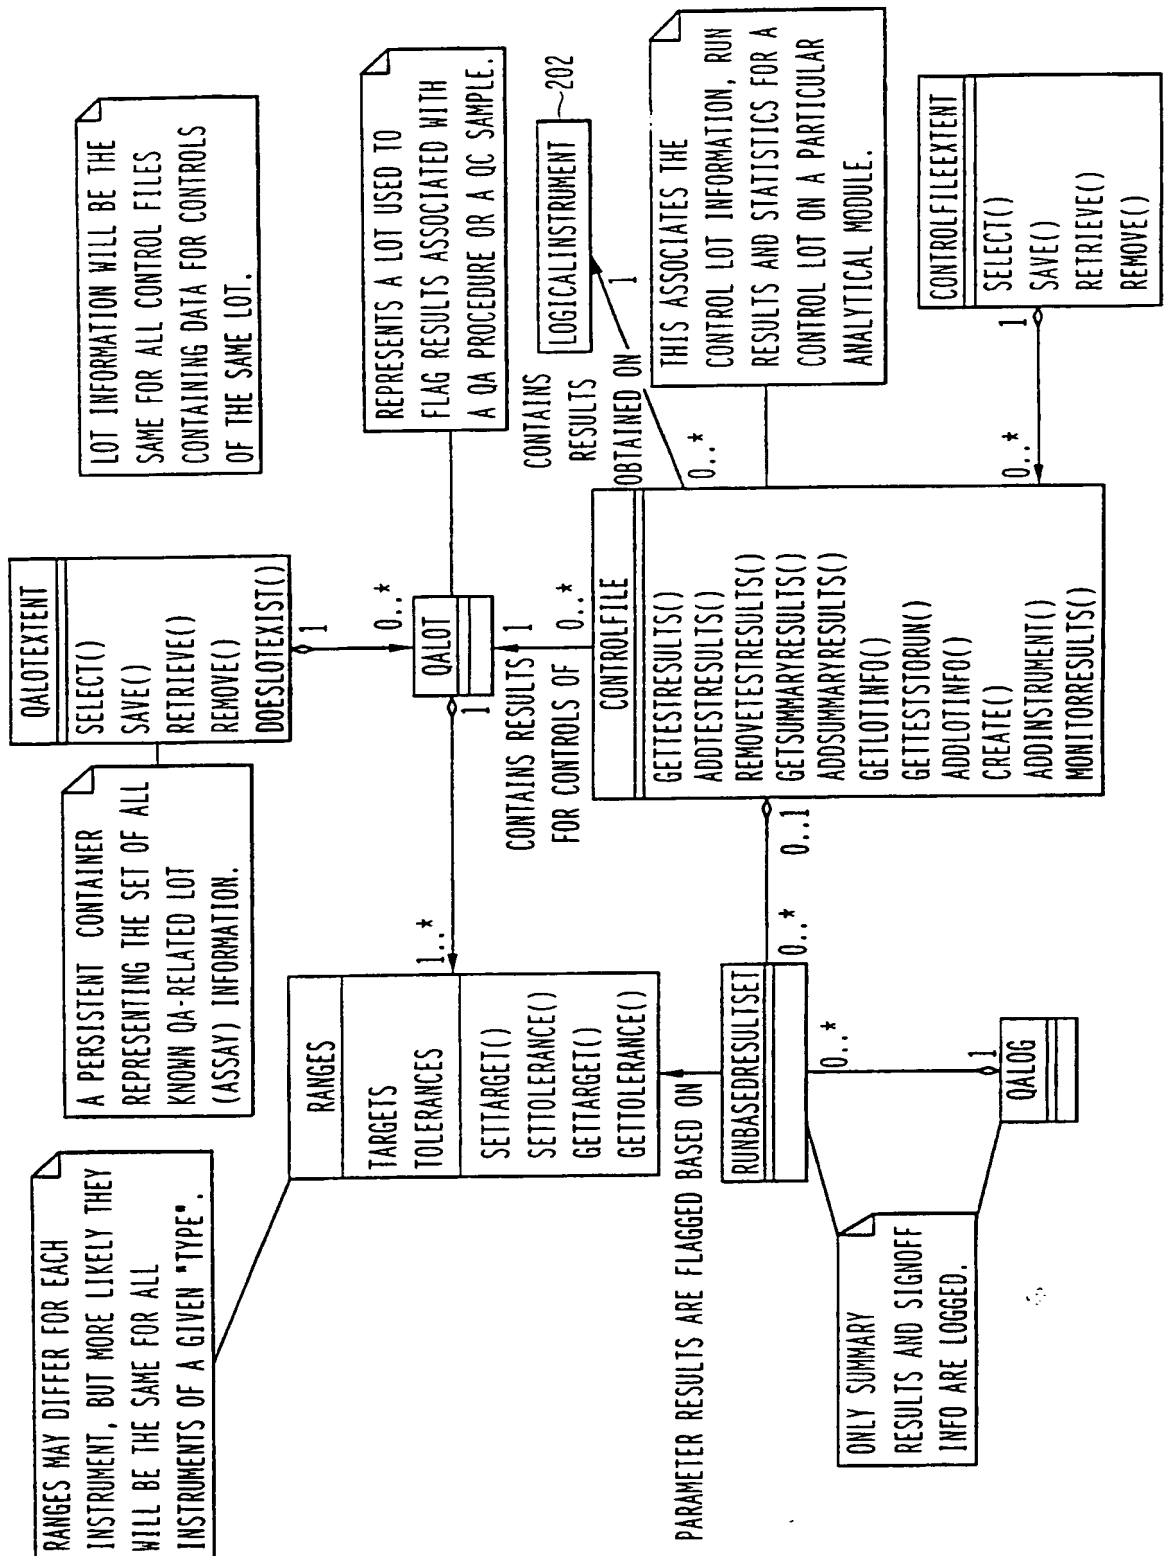 RANGES MAY DIFFER FOR EACH
INSTRUMENT, BUT MORE LIKELY THEY
WILL BE THE SAME FOR ALL
INSTRUMENTS OF A GIVEN "TYPE".
A PERSISTENT CONTAINER
REPRESENTING THE SET OF ALL
KNOWN QA-RELATED LOT
(ASSAY) INFORMATION.
QALOTEXTENT
SELECT()
SAVE()
RETRIEVE()
REMOVE()
DOESLOTEXIST()
1
0..*
LOT INFORMATION WILL BE THE
SAME FOR ALL CONTROL FILES
CONTAINING DATA FOR CONTROLS
OF THE SAME LOT.
RANGES
TARGETS
TOLERANCES
SETTARGET()
SETTOLERANCE()
GETTARGET()
GETTOLERANCE()
1..*
1
QALOT
1
REPRESENTS A LOT USED TO
FLAG RESULTS ASSOCIATED WITH
A QA PROCEDURE OR A QC SAMPLE.
CONTAINS RESULTS
FOR CONTROLS OF
0..*
CONTAINS
RESULTS
OBTAINED ON
1
LOGICALINSTRUMENT
202
PARAMETER RESULTS ARE FLAGGED BASED ON
RUNBASEDRESULTSET
0..*
0..*
0..1
CONTROLFILE
GETTESTRESULTS()
ADDTESTRESULTS()
REMOVETESTRESULTS()
GETSUMMARYRESULTS()
ADDSUMMARYRESULTS()
GETLOTINFO()
GETTESTSTORUN()
ADDLOTINFO()
CREATE()
ADDINSTRUMENT()
MONITORRESULTS()
0..*
THIS ASSOCIATES THE
CONTROL LOT INFORMATION, RUN
RESULTS AND STATISTICS FOR A
CONTROL LOT ON A PARTICULAR
ANALYTICAL MODULE.
ONLY SUMMARY
RESULTS AND SIGNOFF
INFO ARE LOGGED.
1
QALOG
0..*
1
CONTROLFILEEXTENT
SELECT()
SAVE()
RETRIEVE()
REMOVE()